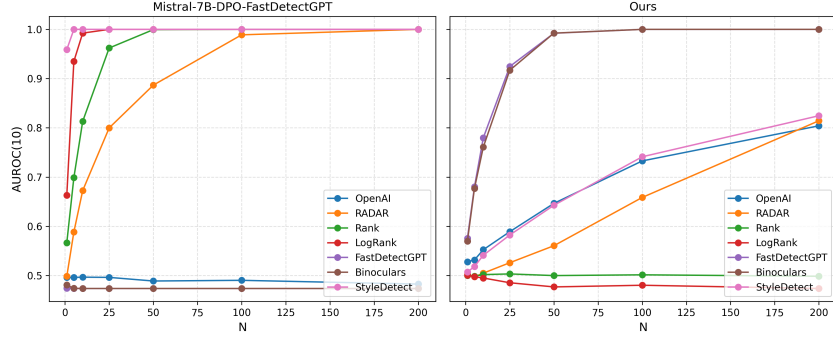 Mistral-7B-DPO-FastDetectGPT
Ours
AUROC(10)
1.0
0.9
0.8
0.7
0.6
0.5
OpenAI
RADAR
Rank
LogRank
FastDetectGPT
Binoculars
StyleDetect
OpenAI
RADAR
Rank
LogRank
FastDetectGPT
Binoculars
StyleDetect
0 25 50 75 100 125 150 175 200
0 25 50 75 100 125 150 175 200
N
N